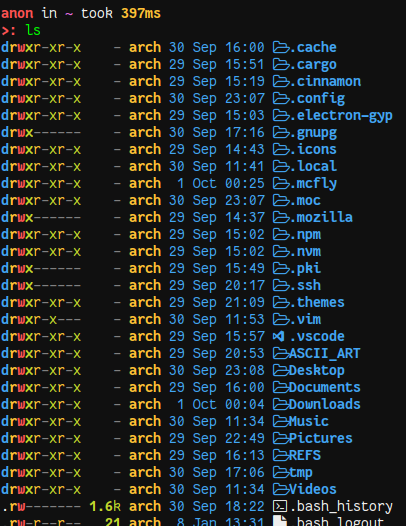 anon in ~ took 397ms
>: ls
drwxr-xr-x - arch 30 Sep 16:00 .cache
drwxr-xr-x - arch 29 Sep 15:51 .cargo
drwxr-xr-x - arch 29 Sep 15:19 .cinnamon
drwxr-xr-x - arch 30 Sep 23:07 .config
drwxr-xr-x - arch 29 Sep 15:03 .electron-gyp
drwx------ - arch 30 Sep 17:16 .gnupg
drwxr-xr-x - arch 29 Sep 14:43 .icons
drwxr-xr-x - arch 30 Sep 11:41 .local
drwxr-xr-x - arch 1 Oct 00:25 .mcfly
drwxr-xr-x - arch 30 Sep 23:07 .moc
drwx------ - arch 29 Sep 14:37 .mozilla
drwxr-xr-x - arch 29 Sep 15:02 .npm
drwxr-xr-x - arch 29 Sep 15:02 .nvm
drwx------ - arch 29 Sep 15:49 .pki
drwx------ - arch 29 Sep 20:17 .ssh
drwxr-xr-x - arch 29 Sep 21:09 .themes
drwxr-x--- - arch 30 Sep 11:53 .vim
drwxr-xr-x - arch 29 Sep 15:57 .vscode
drwxr-xr-x - arch 29 Sep 20:53 ASCII_ART
drwxr-xr-x - arch 30 Sep 23:08 Desktop
drwxr-xr-x - arch 29 Sep 16:00 Documents
drwxr-xr-x - arch 1 Oct 00:04 Downloads
drwxr-xr-x - arch 30 Sep 11:34 Music
drwxr-xr-x - arch 29 Sep 22:49 Pictures
drwxr-xr-x - arch 29 Sep 16:13 REFS
drwxr-xr-x - arch 30 Sep 17:06 tmp
drwxr-xr-x - arch 30 Sep 11:34 Videos
.rw------- 1.6k arch 30 Sep 18:22 .bash_history
.rw-r--r-- 21 arch 8 Jan 13:31 .bash_logout